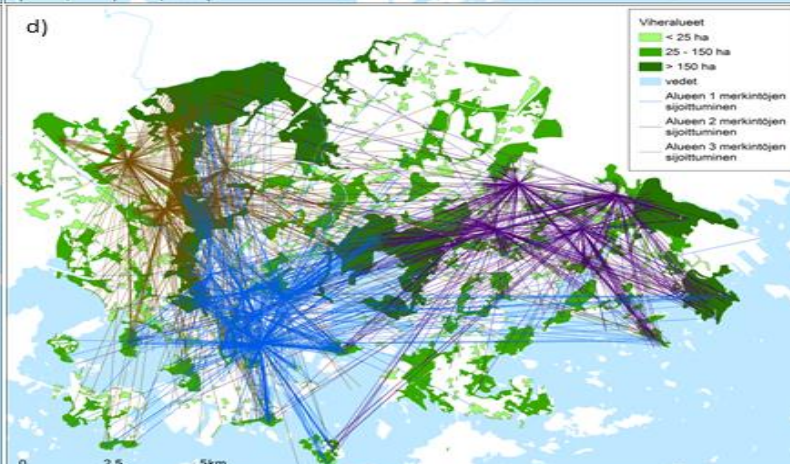 d)
Viheralueet
< 25 ha
25 - 150 ha
> 150 ha
vedet
Alueen 1 merkintöjen
sijoittuminen
Alueen 2 merkintöjen
sijoittuminen
Alueen 3 merkintöjen
sijoittuminen
0 2,5 5km